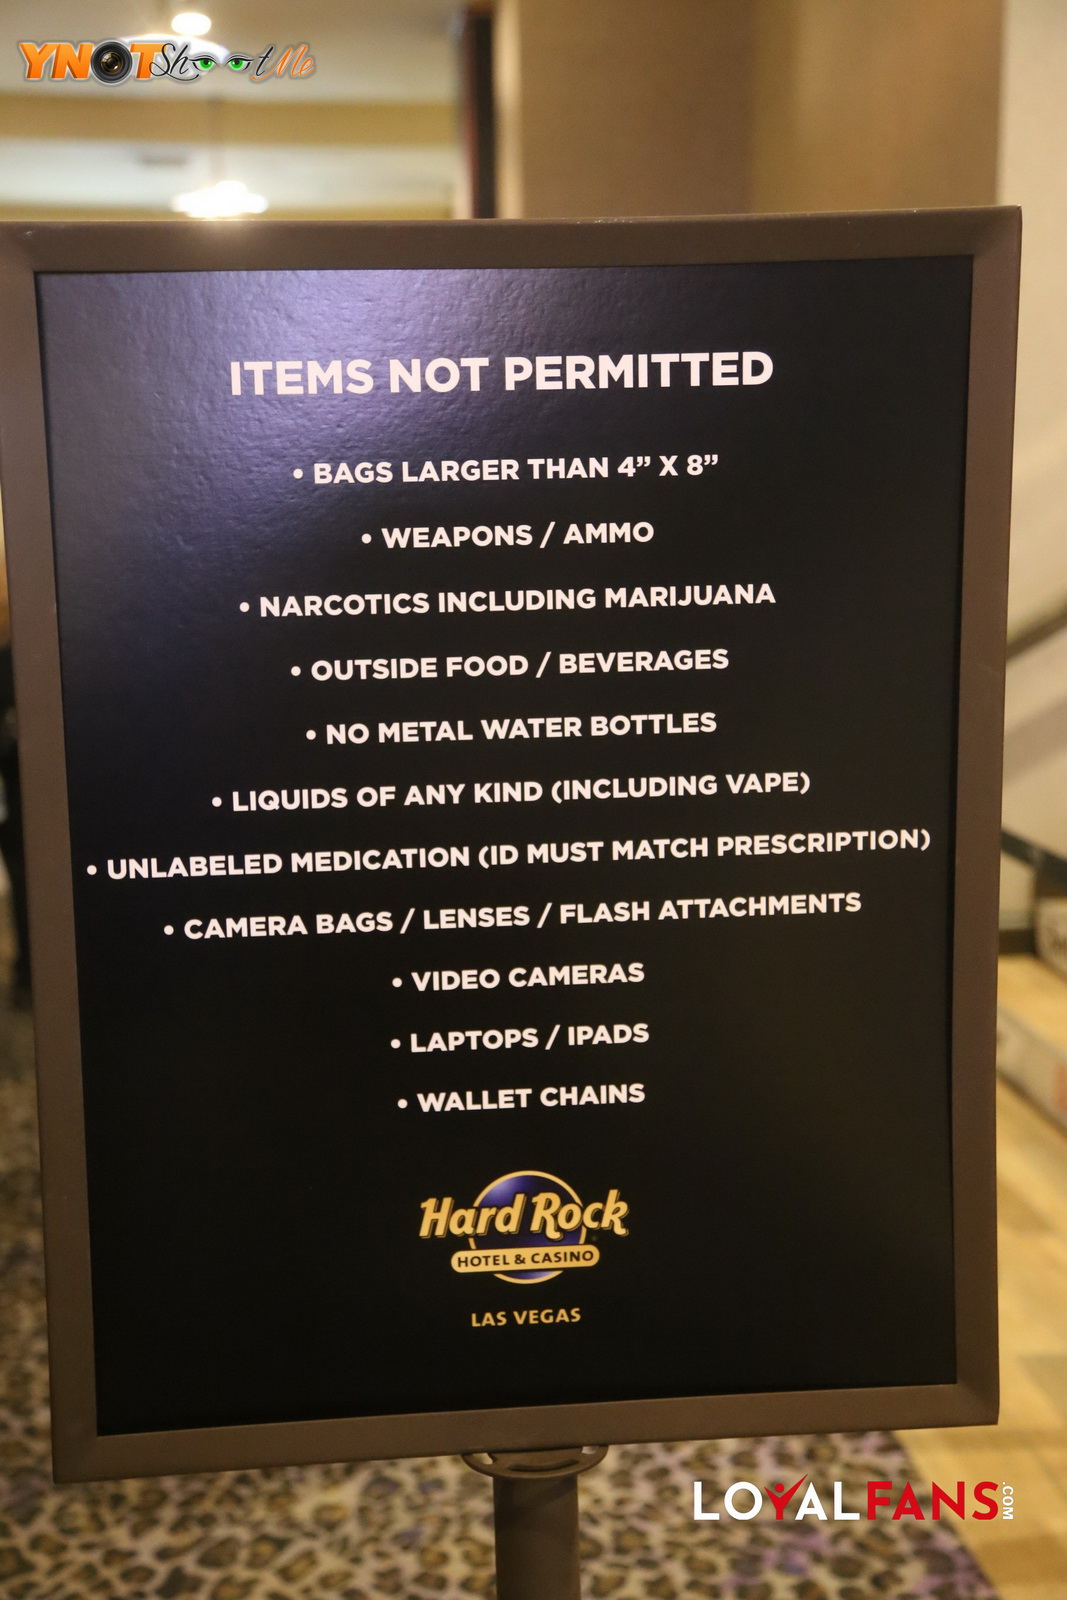 YNOT ShootMe
ITEMS NOT PERMITTED
• BAGS LARGER THAN 4” X 8”
• WEAPONS / AMMO
• NARCOTICS INCLUDING MARIJUANA
• OUTSIDE FOOD / BEVERAGES
• NO METAL WATER BOTTLES
• LIQUIDS OF ANY KIND (INCLUDING VAPE)
• UNLABELED MEDICATION (ID MUST MATCH PRESCRIPTION)
• CAMERA BAGS / LENSES / FLASH ATTACHMENTS
• VIDEO CAMERAS
• LAPTOPS / IPADS
• WALLET CHAINS
Hard Rock
HOTEL & CASINO
LAS VEGAS
LOYALFANS.COM